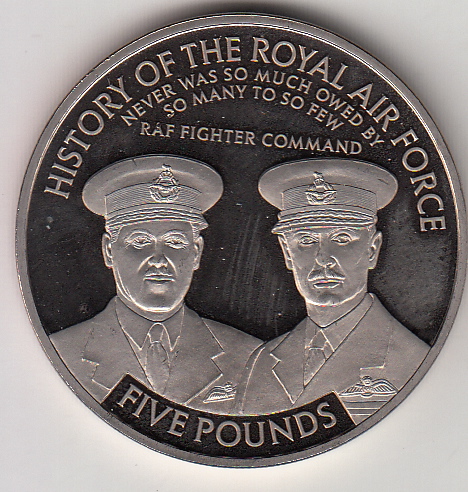 HISTORY OF THE ROYAL AIR FORCE
NEVER WAS SO MUCH OWED BY
SO MANY TO SO FEW
RAF FIGHTER COMMAND
FIVE POUNDS